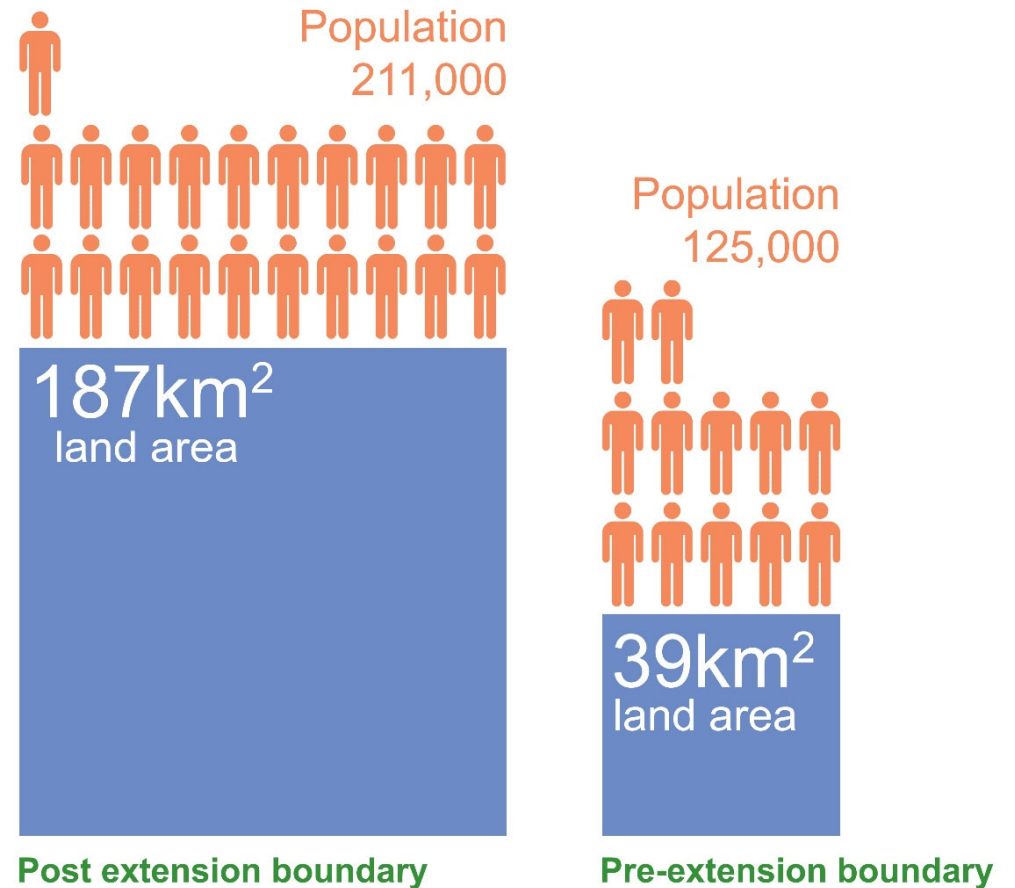 Population
211,000
187km²
land area
Post extension boundary
Population
125,000
39km²
land area
Pre-extension boundary